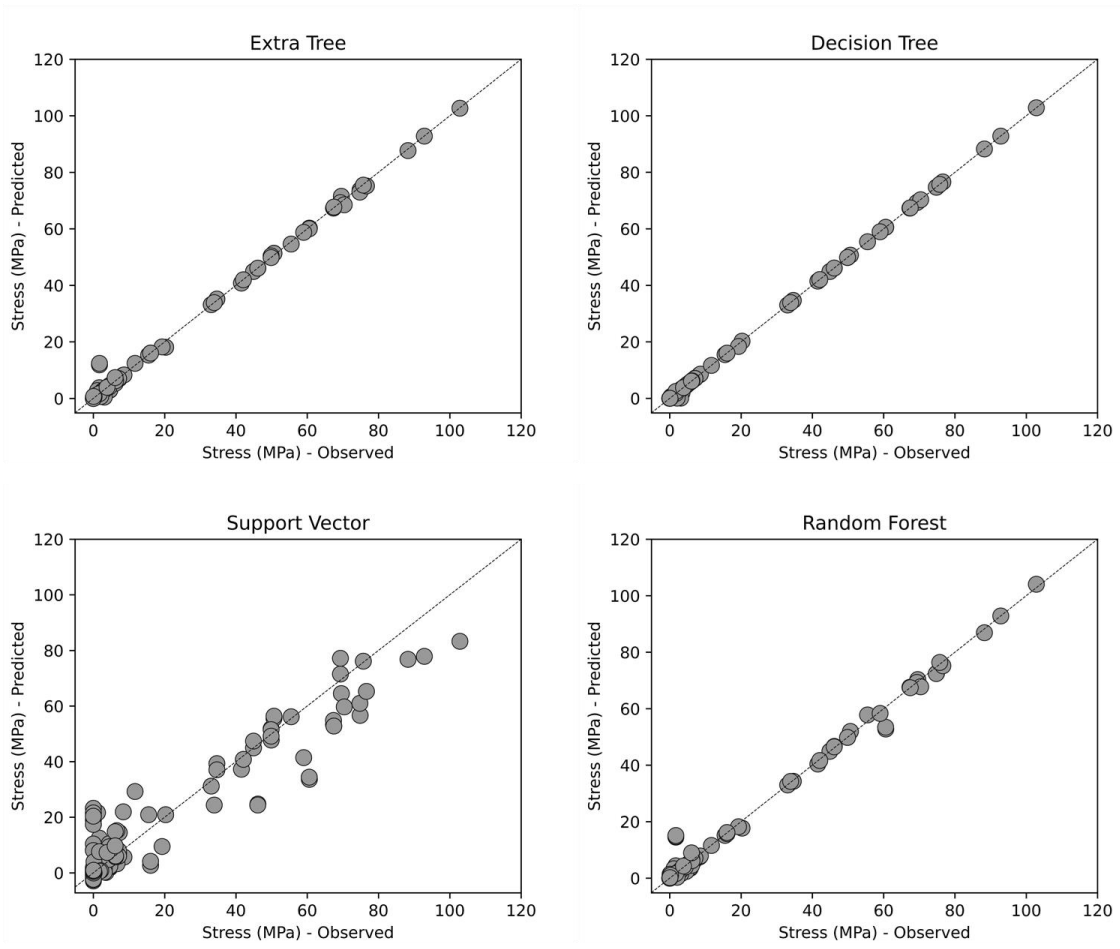 Extra Tree
120
100
80
60
40
20
0
Stress (MPa) - Predicted
0 20 40 60 80 100 120
Stress (MPa) - Observed
Decision Tree
120
100
80
60
40
20
0
Stress (MPa) - Predicted
0 20 40 60 80 100 120
Stress (MPa) - Observed
Support Vector
120
100
80
60
40
20
0
Stress (MPa) - Predicted
0 20 40 60 80 100 120
Stress (MPa) - Observed
Random Forest
120
100
80
60
40
20
0
Stress (MPa) - Predicted
0 20 40 60 80 100 120
Stress (MPa) - Observed